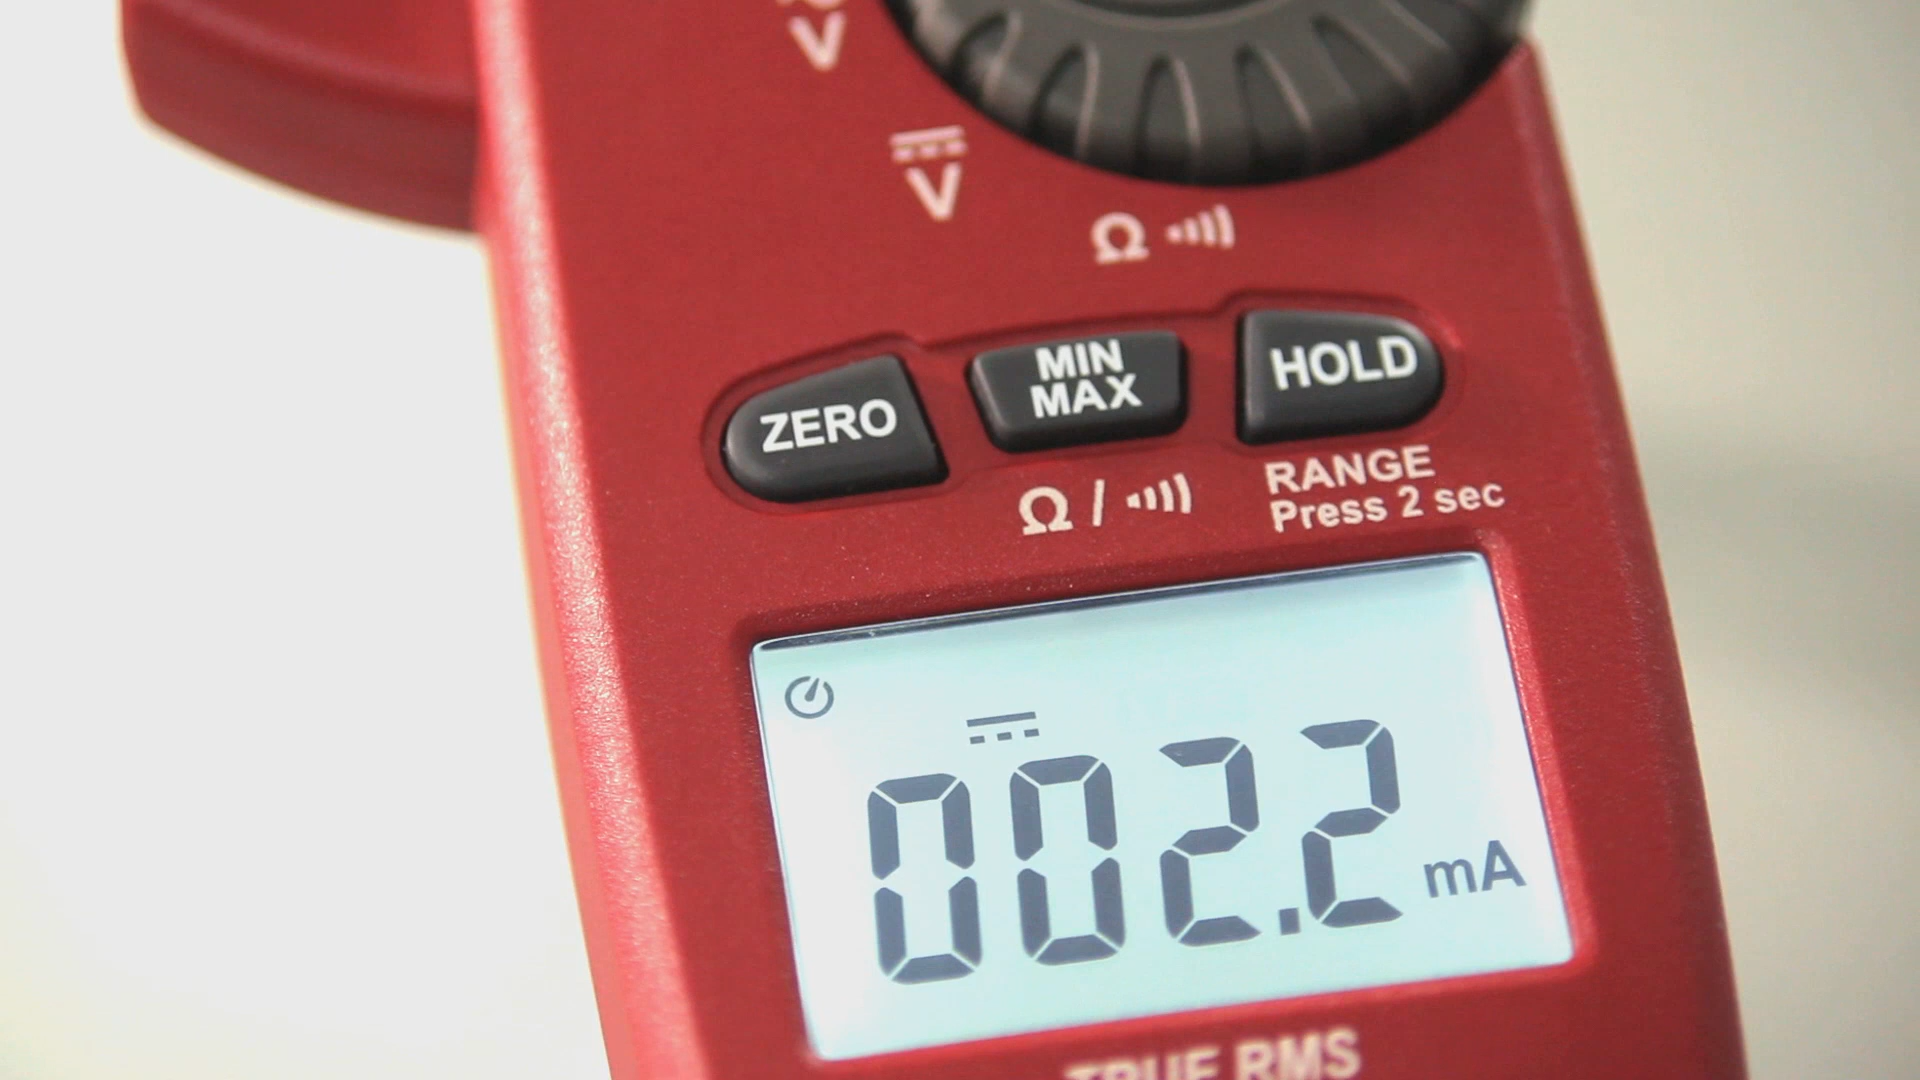 V
V
Ω
ZERO
MIN
MAX
HOLD
Ω /
RANGE
Press 2 sec
002.2 mA
TRUE RMS